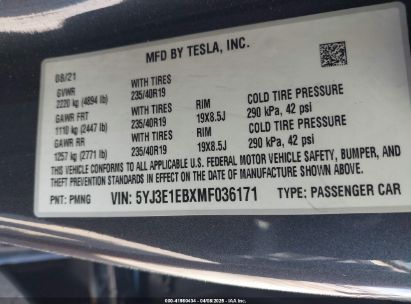 MFD BY TESLA, INC.
08/21
GVWR WITH TIRES
2220 kg (4894 lb) 235/40R19
GAWR FRT WITH TIRES RIM COLD TIRE PRESSURE
1110 kg (2447 lb) 235/40R19 19X8.5J 290 kPa, 42 psi
GAWR RR WITH TIRES RIM COLD TIRE PRESSURE
1257 kg (2771 lb) 235/40R19 19X8.5J 290 kPa, 42 psi
THIS VEHICLE CONFORMS TO ALL APPLICABLE U.S. FEDERAL MOTOR VEHICLE SAFETY, BUMPER, AND
THEFT PREVENTION STANDARDS IN EFFECT ON THE DATE OF MANUFACTURE SHOWN ABOVE.
PNT: PMNG VIN: 5YJ3E1EBXMF036171 TYPE: PASSENGER CAR